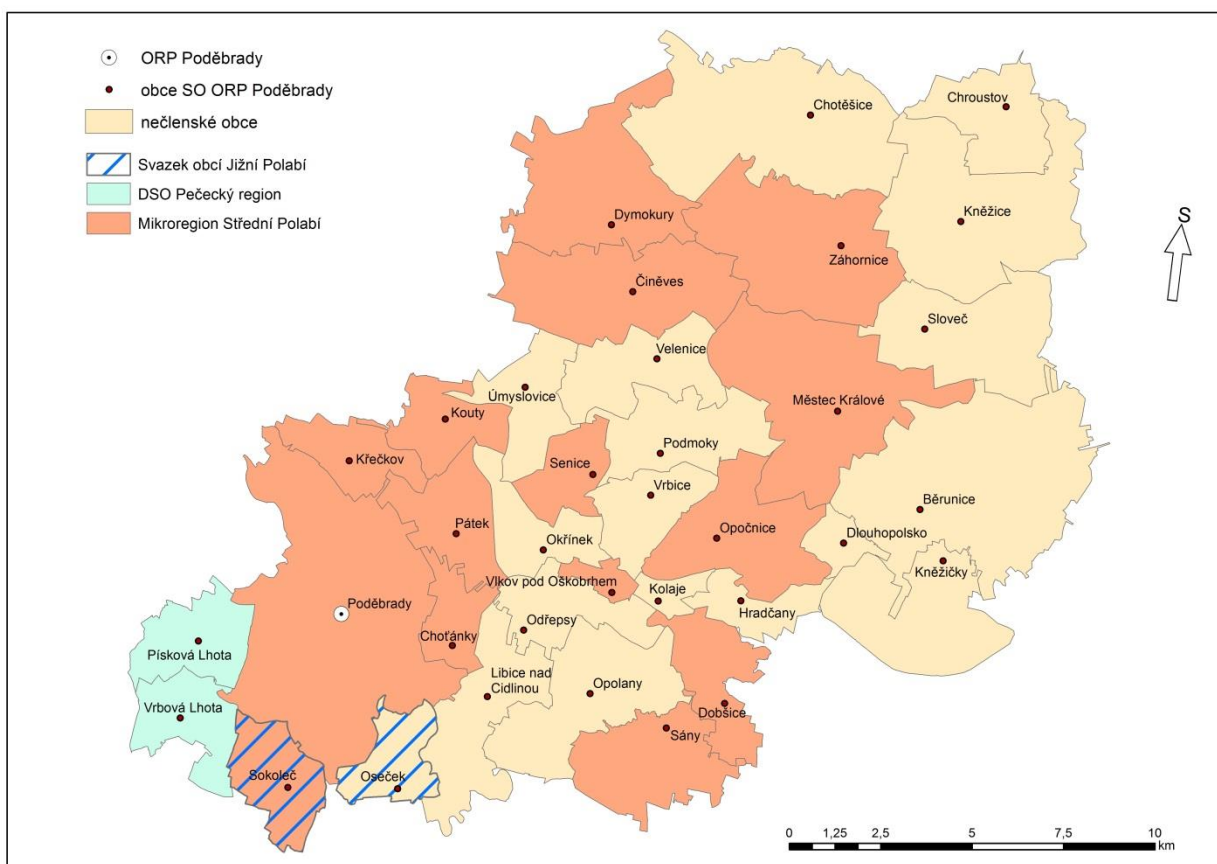 ORP Poděbrady
obce SO ORP Poděbrady
nečlenské obce
Svazek obcí Jižní Polabí
DSO Pečecký region
Mikroregion Střední Polabí
S
Chotěšice
Chroustov
Kněžice
Dymokury
Záhornice
Činěves
Sloveč
Velenice
Úmyslovice
Městec Králové
Kouty
Podmoky
Křečkov
Senice
Vrbice
Běrunice
Pátek
Opočnice
Dlouhopolsko
Okřínek
Kněžičky
Vlkov pod Oškobrhem
Kolaje
Hradčany
Poděbrady
Odřepsy
Choťánky
Písková Lhota
Libice nad
Cidlinou
Opolany
Vrbová Lhota
Dobšice
Sány
Sokoleč
Oseček
0 1,25 2,5 5 7,5 10
km